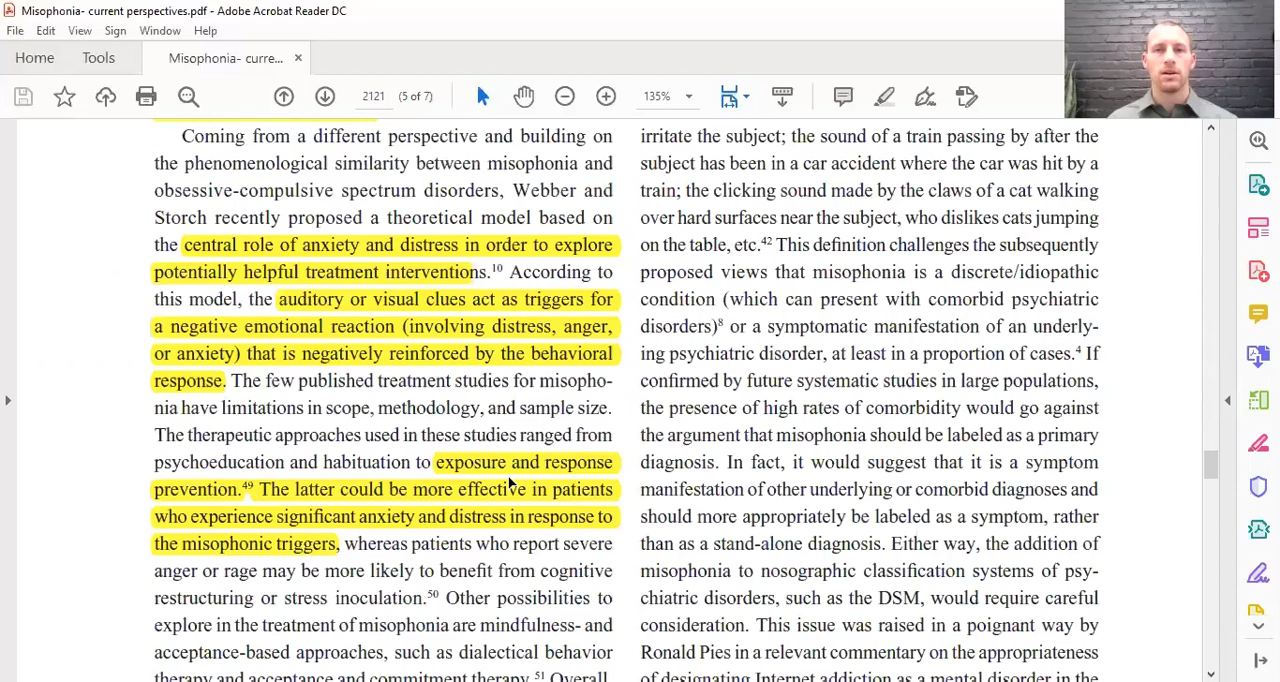 Misophonia- current perspectives.pdf - Adobe Acrobat Reader DC
File Edit View Sign Window Help
Home Tools Misophonia- curre... ×
2121 (5 of 7) 135%
Coming from a different perspective and building on
the phenomenological similarity between misophonia and
obsessive-compulsive spectrum disorders, Webber and
Storch recently proposed a theoretical model based on
the central role of anxiety and distress in order to explore
potentially helpful treatment interventions.10 According to
this model, the auditory or visual clues act as triggers for
a negative emotional reaction (involving distress, anger,
or anxiety) that is negatively reinforced by the behavioral
response. The few published treatment studies for misopho-
nia have limitations in scope, methodology, and sample size.
The therapeutic approaches used in these studies ranged from
psychoeducation and habituation to exposure and response
prevention.49 The latter could be more effective in patients
who experience significant anxiety and distress in response to
the misophonic triggers, whereas patients who report severe
anger or rage may be more likely to benefit from cognitive
restructuring or stress inoculation.50 Other possibilities to
explore in the treatment of misophonia are mindfulness- and
acceptance-based approaches, such as dialectical behavior
therapy and acceptance and commitment therapy.51 Overall,
irritate the subject; the sound of a train passing by after the
subject has been in a car accident where the car was hit by a
train; the clicking sound made by the claws of a cat walking
over hard surfaces near the subject, who dislikes cats jumping
on the table, etc.42 This definition challenges the subsequently
proposed views that misophonia is a discrete/idiopathic
condition (which can present with comorbid psychiatric
disorders)8 or a symptomatic manifestation of an underly-
ing psychiatric disorder, at least in a proportion of cases.4 If
confirmed by future systematic studies in large populations,
the presence of high rates of comorbidity would go against
the argument that misophonia should be labeled as a primary
diagnosis. In fact, it would suggest that it is a symptom
manifestation of other underlying or comorbid diagnoses and
should more appropriately be labeled as a symptom, rather
than as a stand-alone diagnosis. Either way, the addition of
misophonia to nosographic classification systems of psy-
chiatric disorders, such as the DSM, would require careful
consideration. This issue was raised in a poignant way by
Ronald Pies in a relevant commentary on the appropriateness
of designating Internet addiction as a mental disorder in the